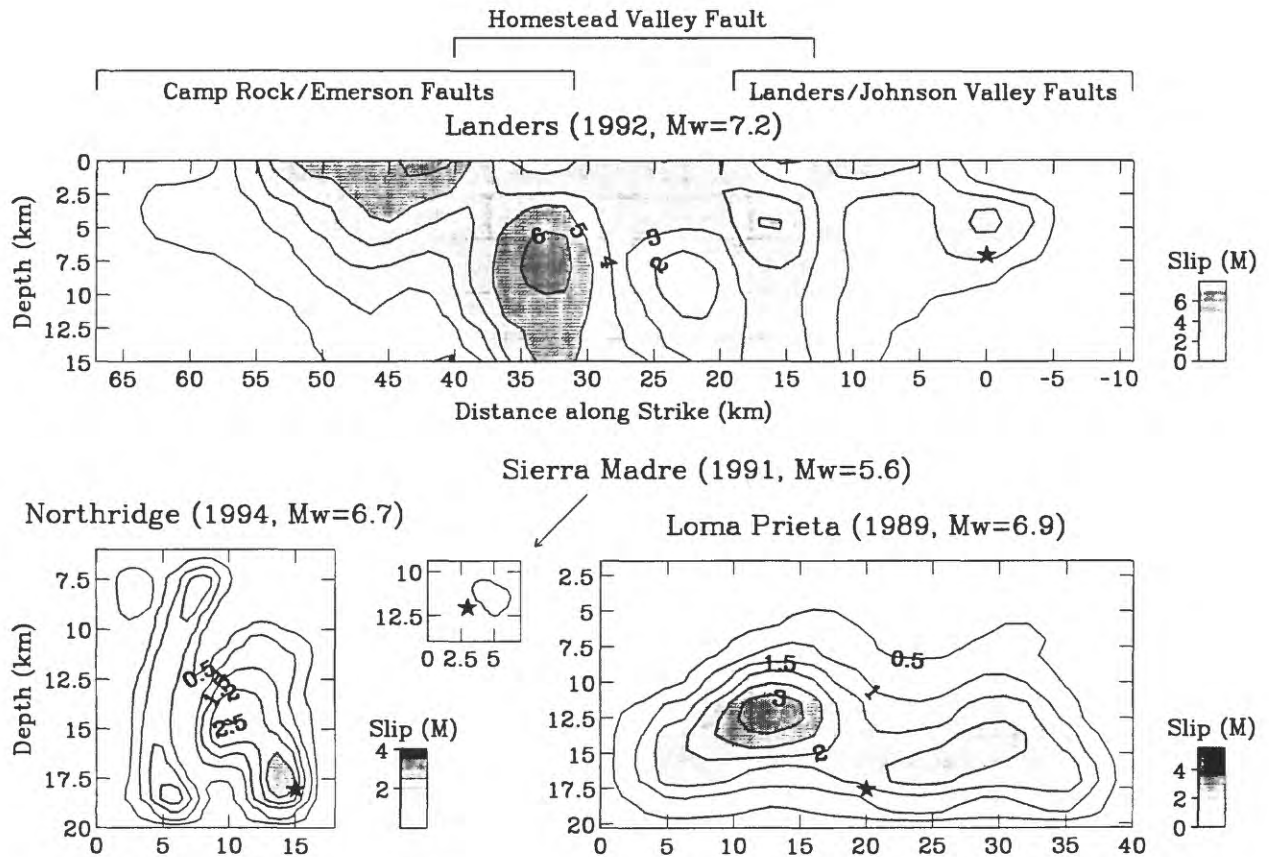 Homestead Valley Fault
Camp Rock/Emerson Faults
Landers/Johnson Valley Faults
Landers (1992, Mw=7.2)
0
2.5
5
7.5
10
12.5
15
Depth (km)
6
5
4
3
Slip (M)
6
4
2
0
65 60 55 50 45 40 35 30 25 20 15 10 5 0 -5 -10
Distance along Strike (km)
Sierra Madre (1991, Mw=5.6)
10
12.5
0 2.5 5
Northridge (1994, Mw=6.7)
7.5
10
12.5
15
17.5
20
Depth (km)
0.5
2
1
2.5
0 5 10 15
Slip (M)
4
2
Loma Prieta (1989, Mw=6.9)
2.5
5
7.5
10
12.5
15
17.5
20
0.5
1.5
1
3
2
0 5 10 15 20 25 30 35 40
Slip (M)
4
2
0